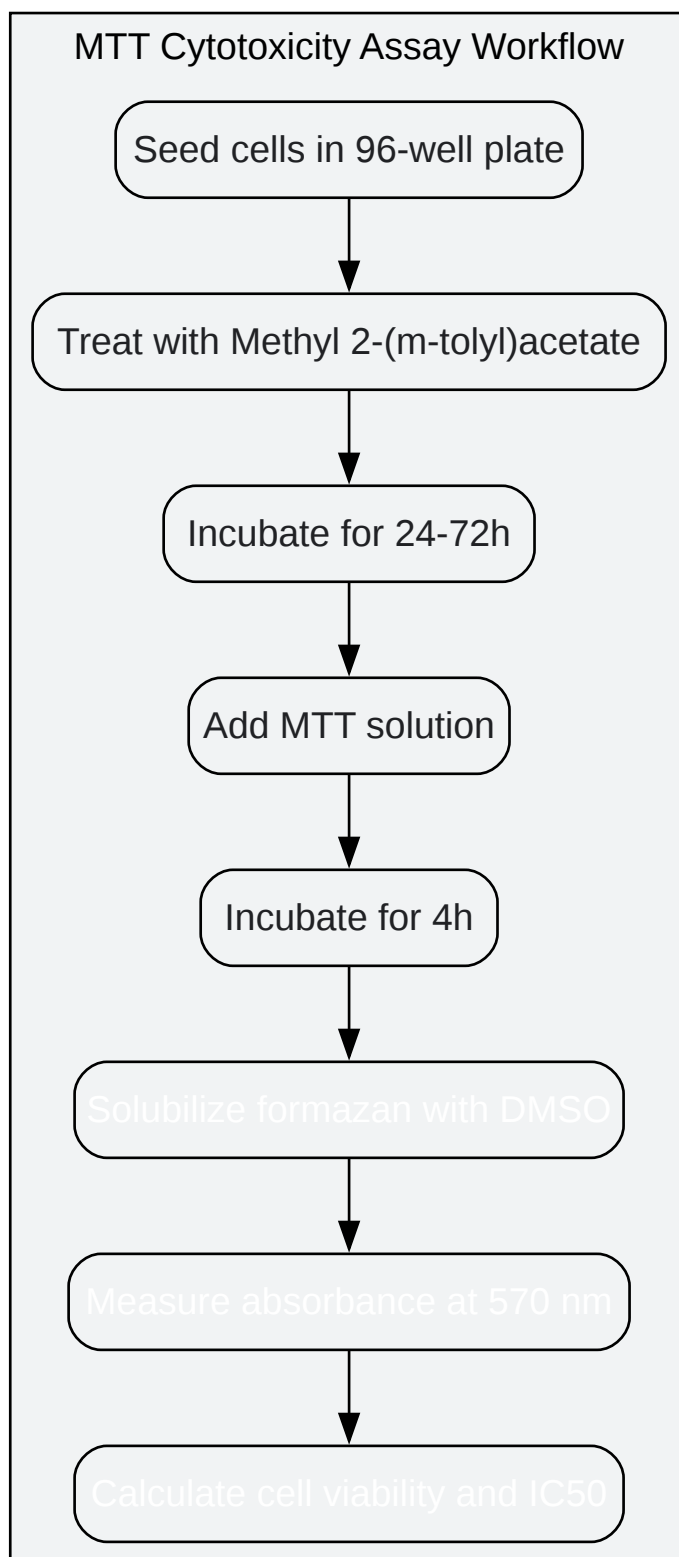 MTT Cytotoxicity Assay Workflow
Seed cells in 96-well plate
Treat with Methyl 2-(m-tolyl)acetate
Incubate for 24-72h
Add MTT solution
Incubate for 4h
Solubilize formazan with DMSO
Measure absorbance at 570 nm
Calculate cell viability and IC50